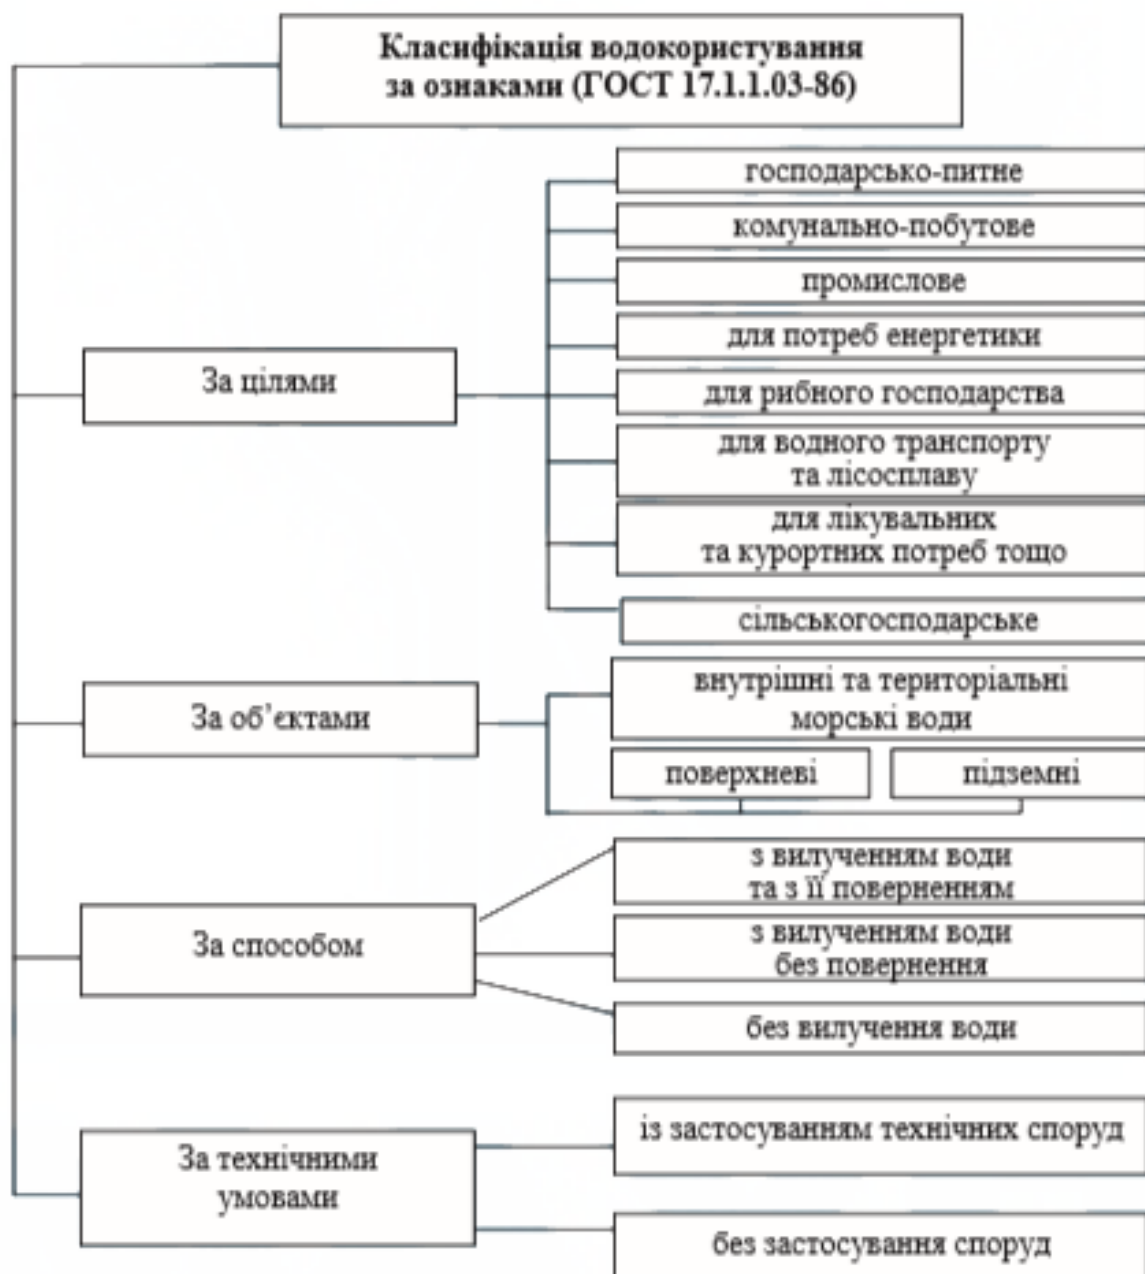 Класифікація водокористування
за ознаками (ГОСТ 17.1.1.03-86)
За цілями
господарсько-питне
комунально-побутове
промислове
для потреб енергетики
для рибного господарства
для водного транспорту
та лісосплаву
для лікувальних
та курортних потреб тощо
сільськогосподарське
За об’єктами
внутрішні та територіальні
морські води
поверхневі
підземні
За способом
з вилученням води
та з її поверненням
з вилученням води
без повернення
без вилучення води
За технічними
умовами
із застосуванням технічних споруд
без застосування споруд